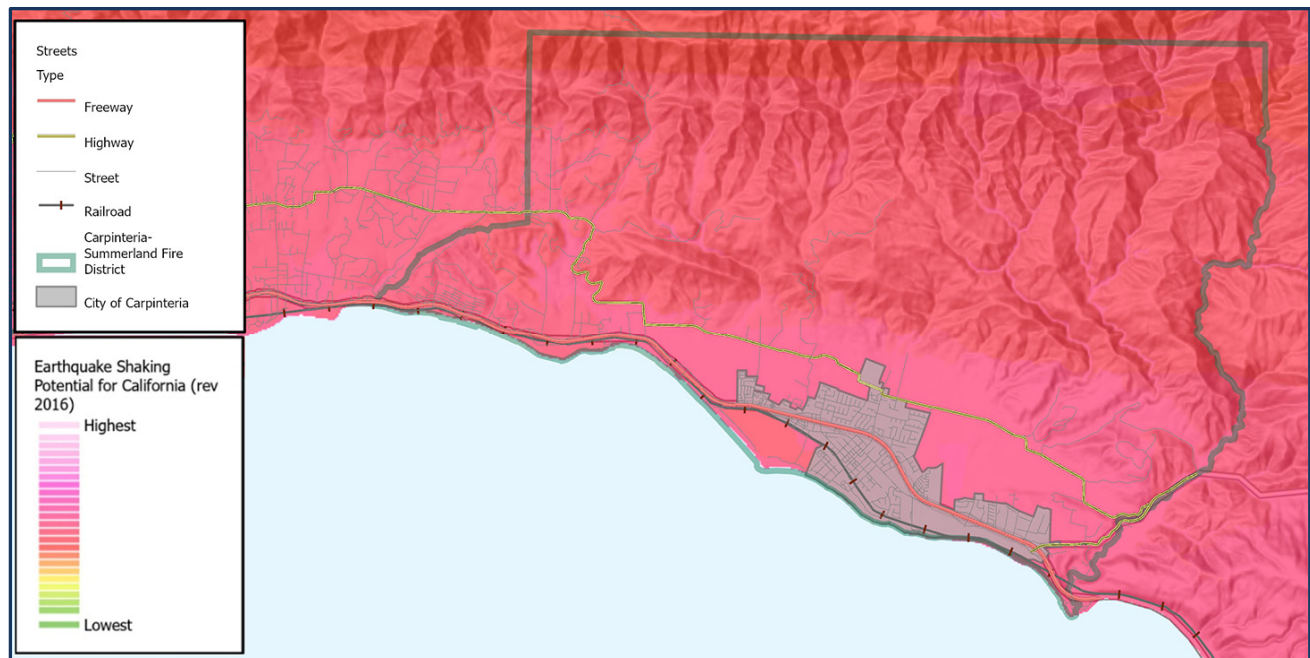 Streets
Type
Freeway
Highway
Street
Railroad
Carpinteria-
Summerland Fire
District
City of Carpinteria
Earthquake Shaking
Potential for California (rev
2016)
Highest
Lowest